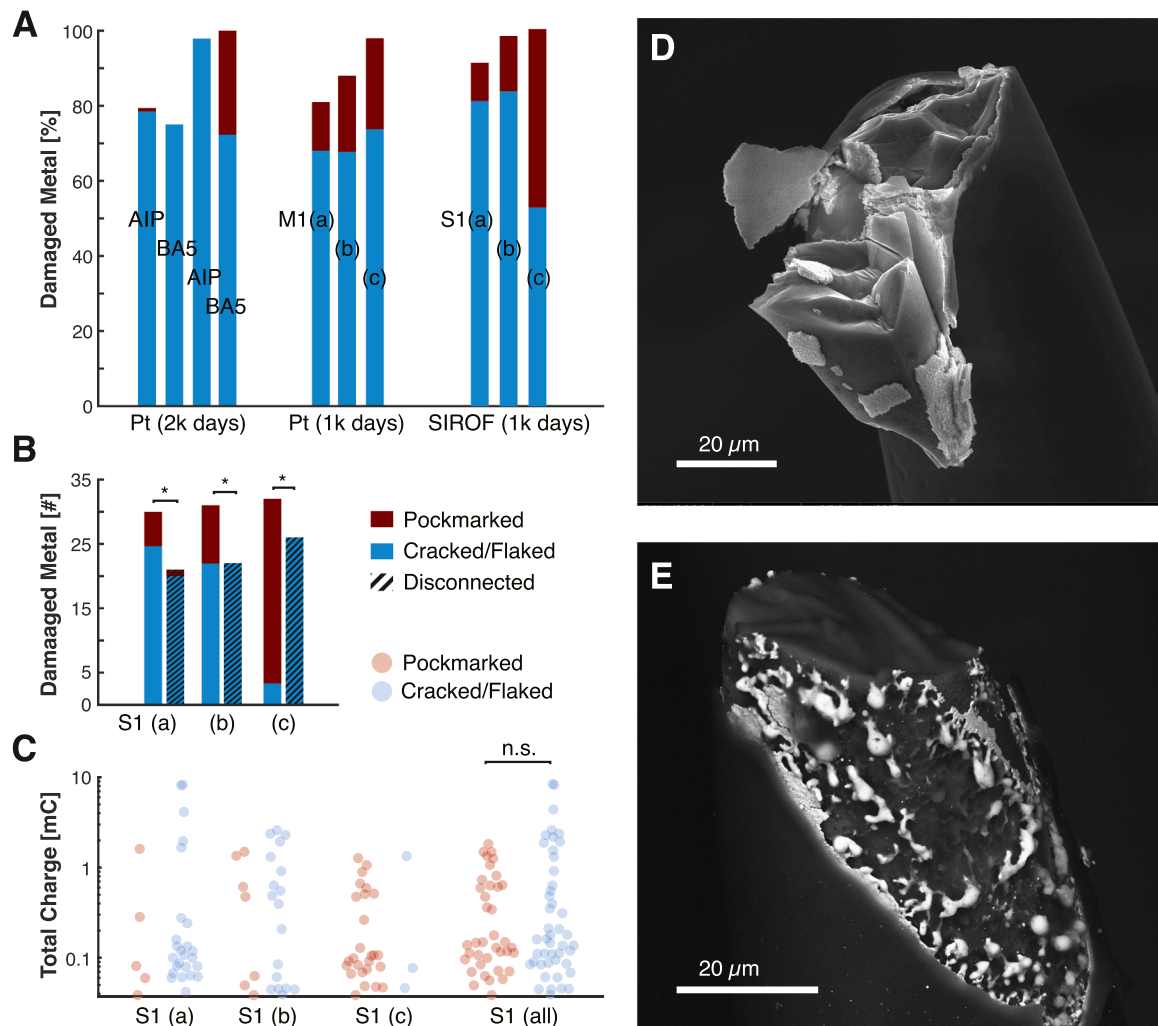 A
Damaged Metal [%]
100
80
60
40
20
0
AIP
BA5
AIP
BA5
M1(a)
(b)
(c)
S1(a)
(b)
(c)
Pt (2k days)
Pt (1k days)
SIROF (1k days)
B
Damaaged Metal [#]
35
25
15
5
0
*
*
*
S1 (a)
(b)
(c)
Pockmarked
Cracked/Flaked
Disconnected
Pockmarked
Cracked/Flaked
C
Total Charge [mC]
10
1
0.1
n.s.
S1 (a)
S1 (b)
S1 (c)
S1 (all)
D
20 µm
E
20 µm